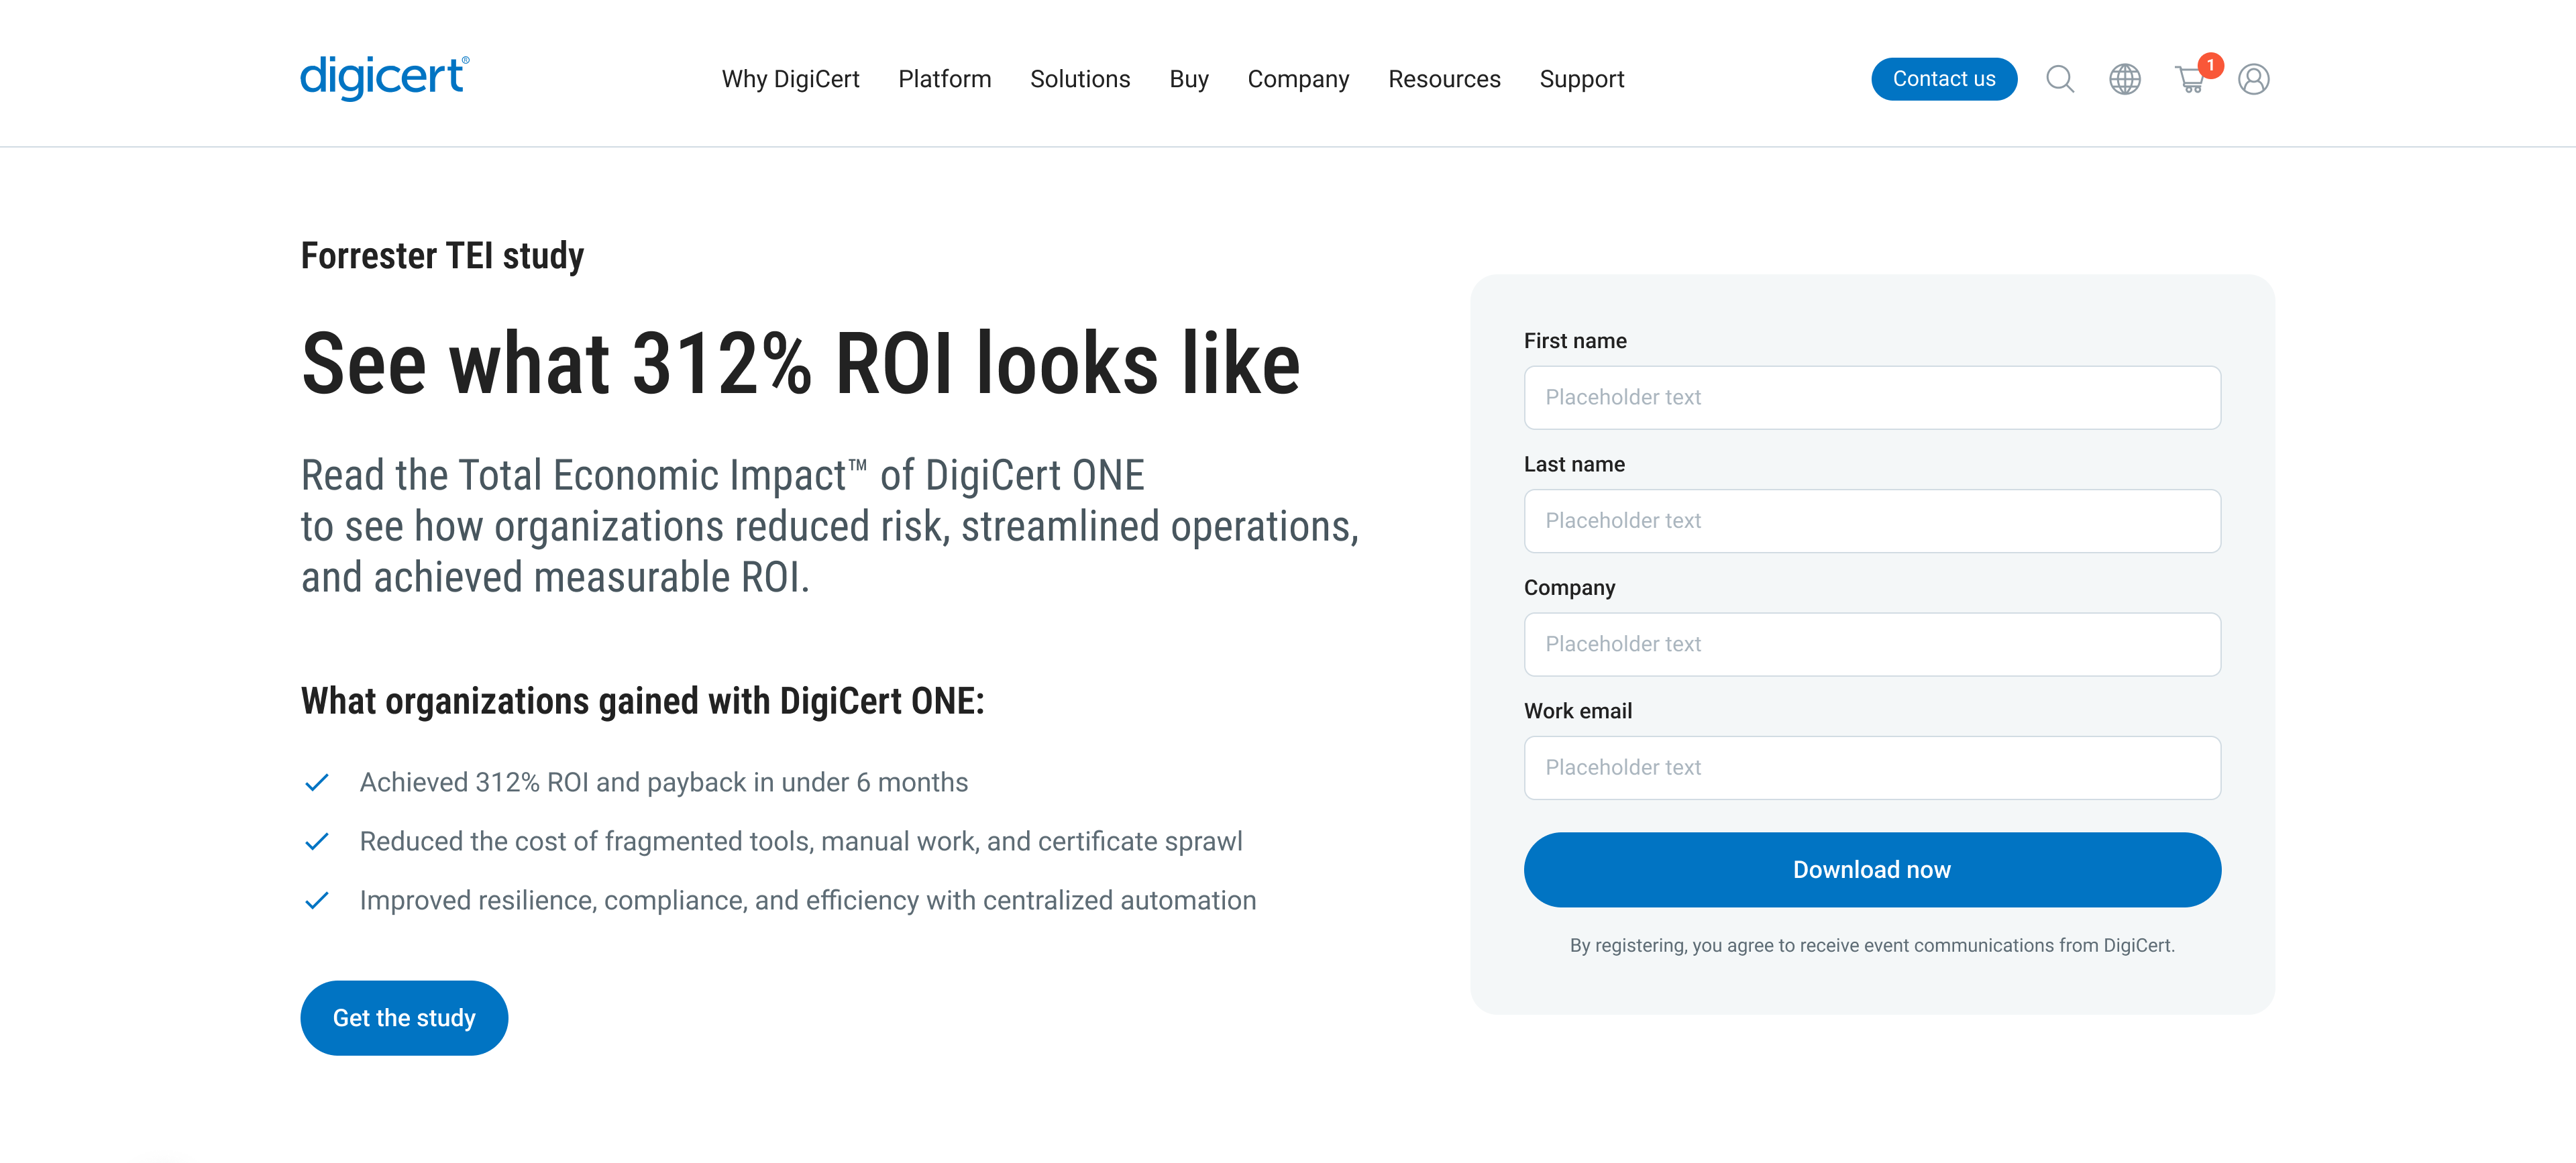 digicert®
Why DigiCert
Platform
Solutions
Buy
Company
Resources
Support
Contact us
1
Forrester TEI study
See what 312% ROI looks like
Read the Total Economic Impact™ of DigiCert ONE
to see how organizations reduced risk, streamlined operations,
and achieved measurable ROI.
What organizations gained with DigiCert ONE:
Achieved 312% ROI and payback in under 6 months
Reduced the cost of fragmented tools, manual work, and certificate sprawl
Improved resilience, compliance, and efficiency with centralized automation
Get the study
First name
Placeholder text
Last name
Placeholder text
Company
Placeholder text
Work email
Placeholder text
Download now
By registering, you agree to receive event communications from DigiCert.